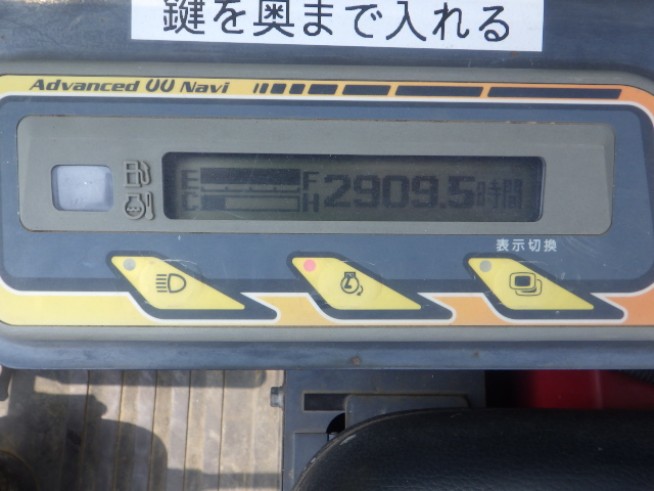 鍵を奥まで入れる
Advanced UU Navi
E F 2909.5時間
C H
表示切換